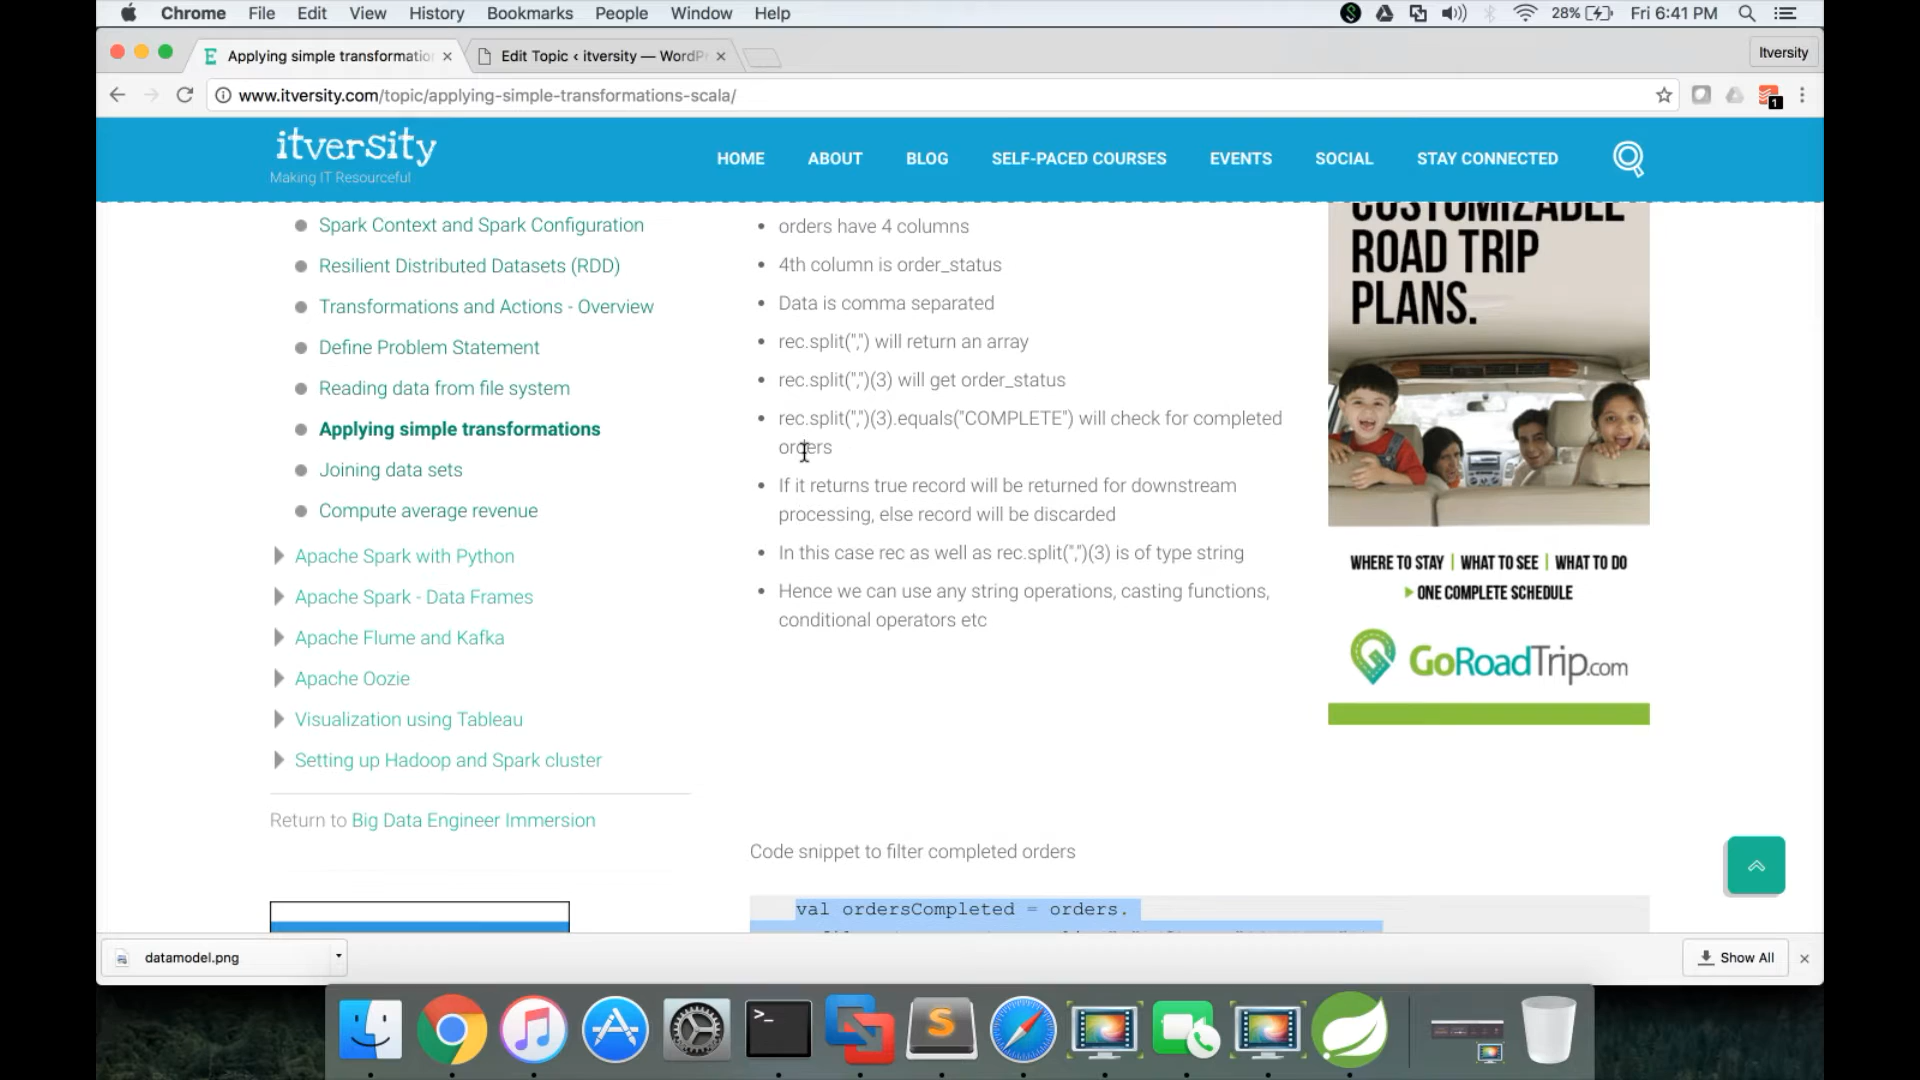 Chrome File Edit View History Bookmarks People Window Help 28% Fri 6:41 PM
Applying simple transformatio Edit Topic ‹ itversity — WordPr Itversity
www.itversity.com/topic/applying-simple-transformations-scala/ 1
itversity
Making IT Resourceful
HOME ABOUT BLOG SELF-PACED COURSES EVENTS SOCIAL STAY CONNECTED
Spark Context and Spark Configuration
Resilient Distributed Datasets (RDD)
Transformations and Actions - Overview
Define Problem Statement
Reading data from file system
Applying simple transformations
Joining data sets
Compute average revenue
Apache Spark with Python
Apache Spark - Data Frames
Apache Flume and Kafka
Apache Oozie
Visualization using Tableau
Setting up Hadoop and Spark cluster
Return to Big Data Engineer Immersion
orders have 4 columns
4th column is order_status
Data is comma separated
rec.split(",") will return an array
rec.split(",")(3) will get order_status
rec.split(",")(3).equals("COMPLETE") will check for completed
orders
If it returns true record will be returned for downstream
processing, else record will be discarded
In this case rec as well as rec.split(",")(3) is of type string
Hence we can use any string operations, casting functions,
conditional operators etc
Code snippet to filter completed orders
val ordersCompleted = orders.
CUSTOMIZABLE
ROAD TRIP
PLANS.
WHERE TO STAY | WHAT TO SEE | WHAT TO DO
ONE COMPLETE SCHEDULE
GoRoadTrip.com
datamodel.png Show All